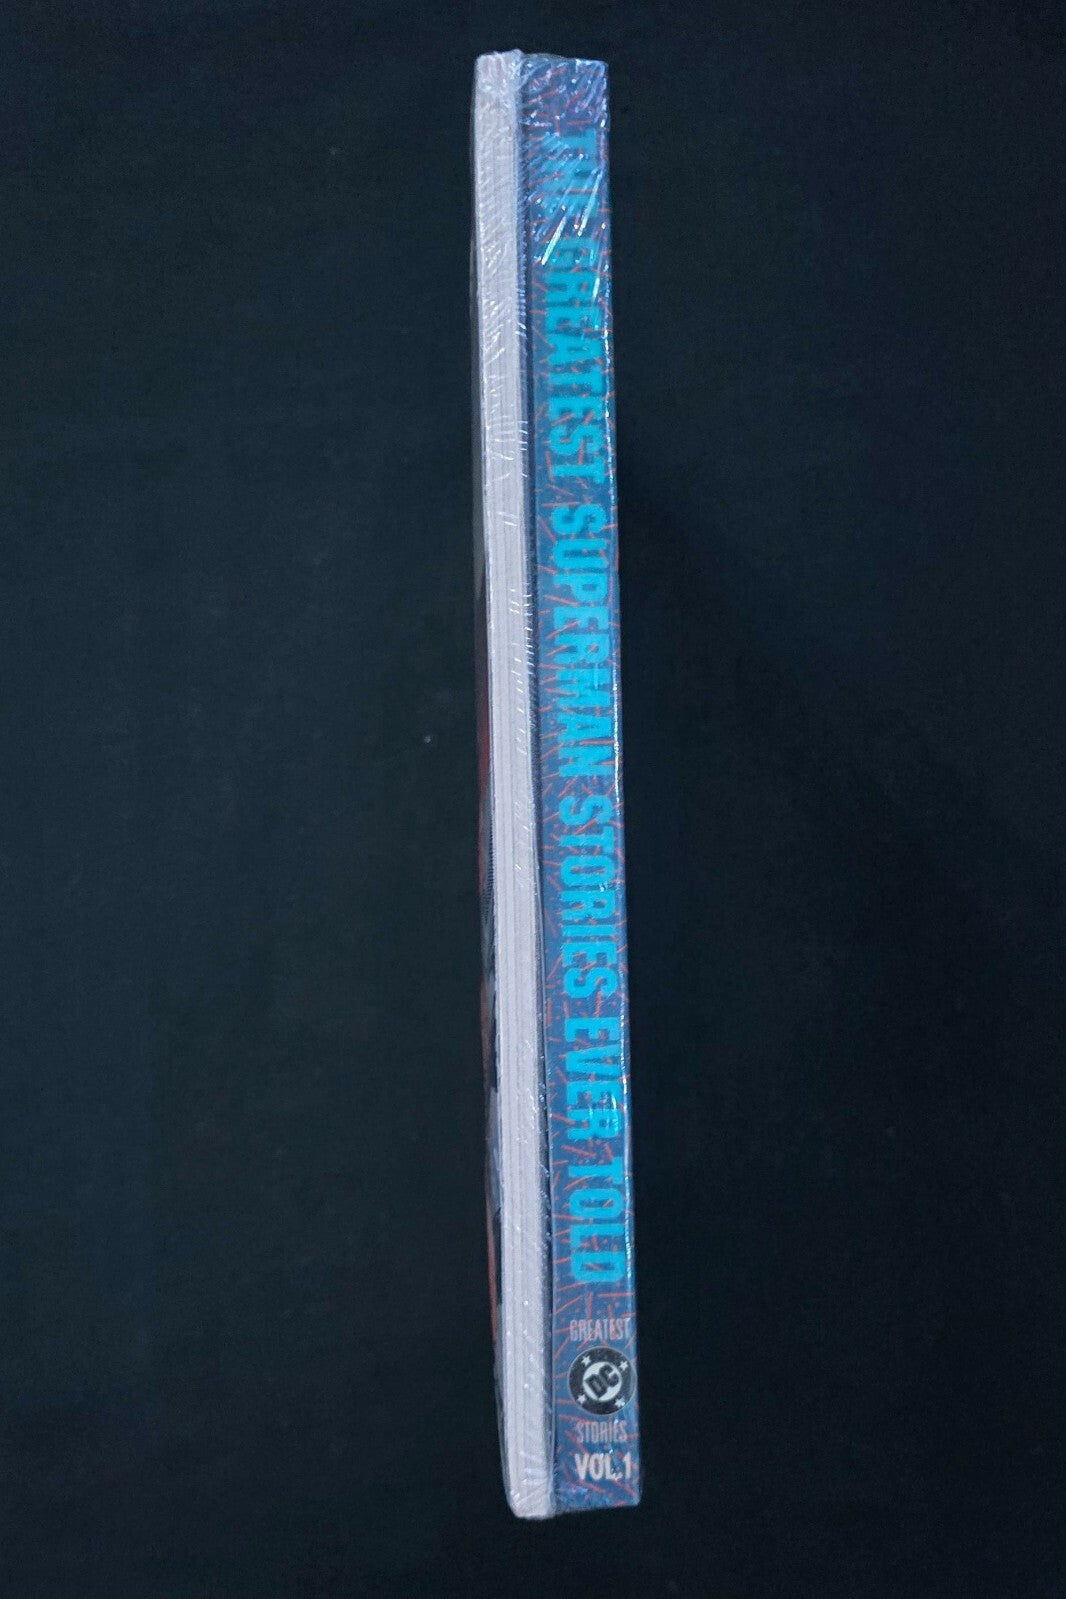 THE GREATEST SUPERMAN STORIES EVER TOLD
GREATEST
DC
STORIES
VOL.1